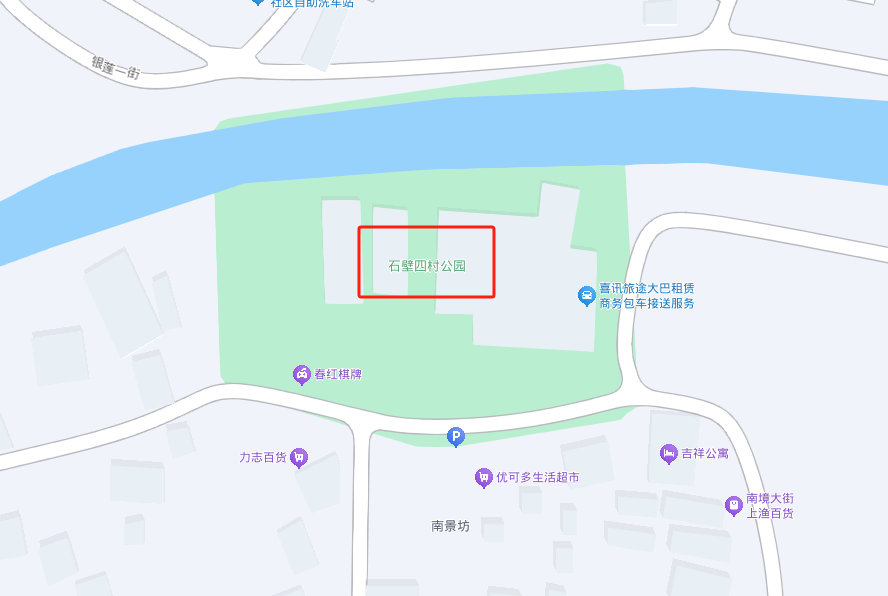 社区自助洗车站
银莲一街
石壁四村公园
喜讯旅途大巴租赁
商务包车接送服务
春红棋牌
P
力志百货
优可多生活超市
吉祥公寓
南境大街
上渔百货
南景坊